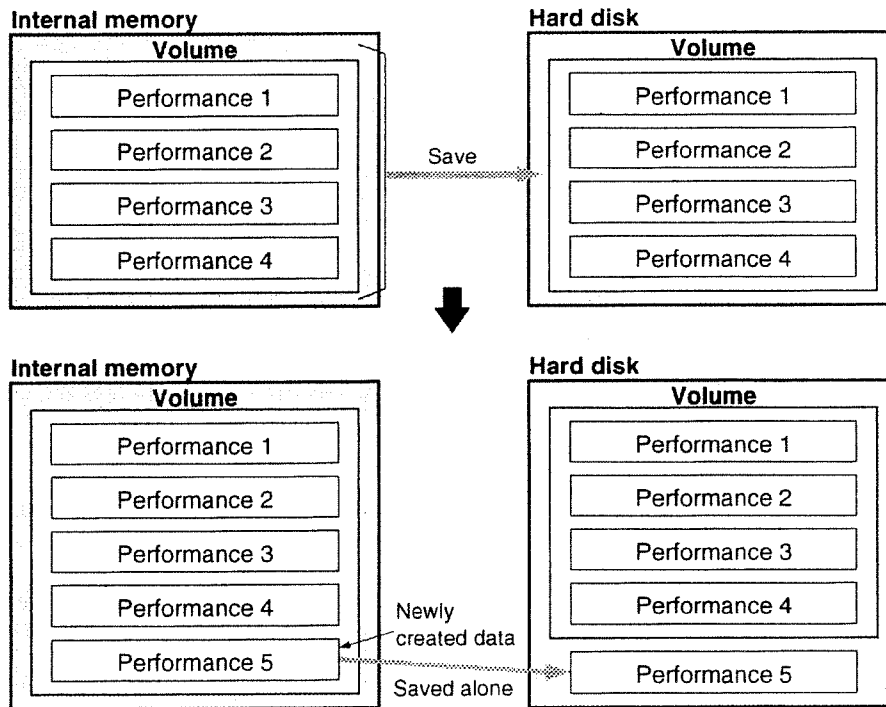 Internal memory
Volume
Performance 1
Performance 2
Performance 3
Performance 4
Save
Hard disk
Volume
Performance 1
Performance 2
Performance 3
Performance 4
Internal memory
Volume
Performance 1
Performance 2
Performance 3
Performance 4
Performance 5
Newly
created data
Saved alone
Hard disk
Volume
Performance 1
Performance 2
Performance 3
Performance 4
Performance 5